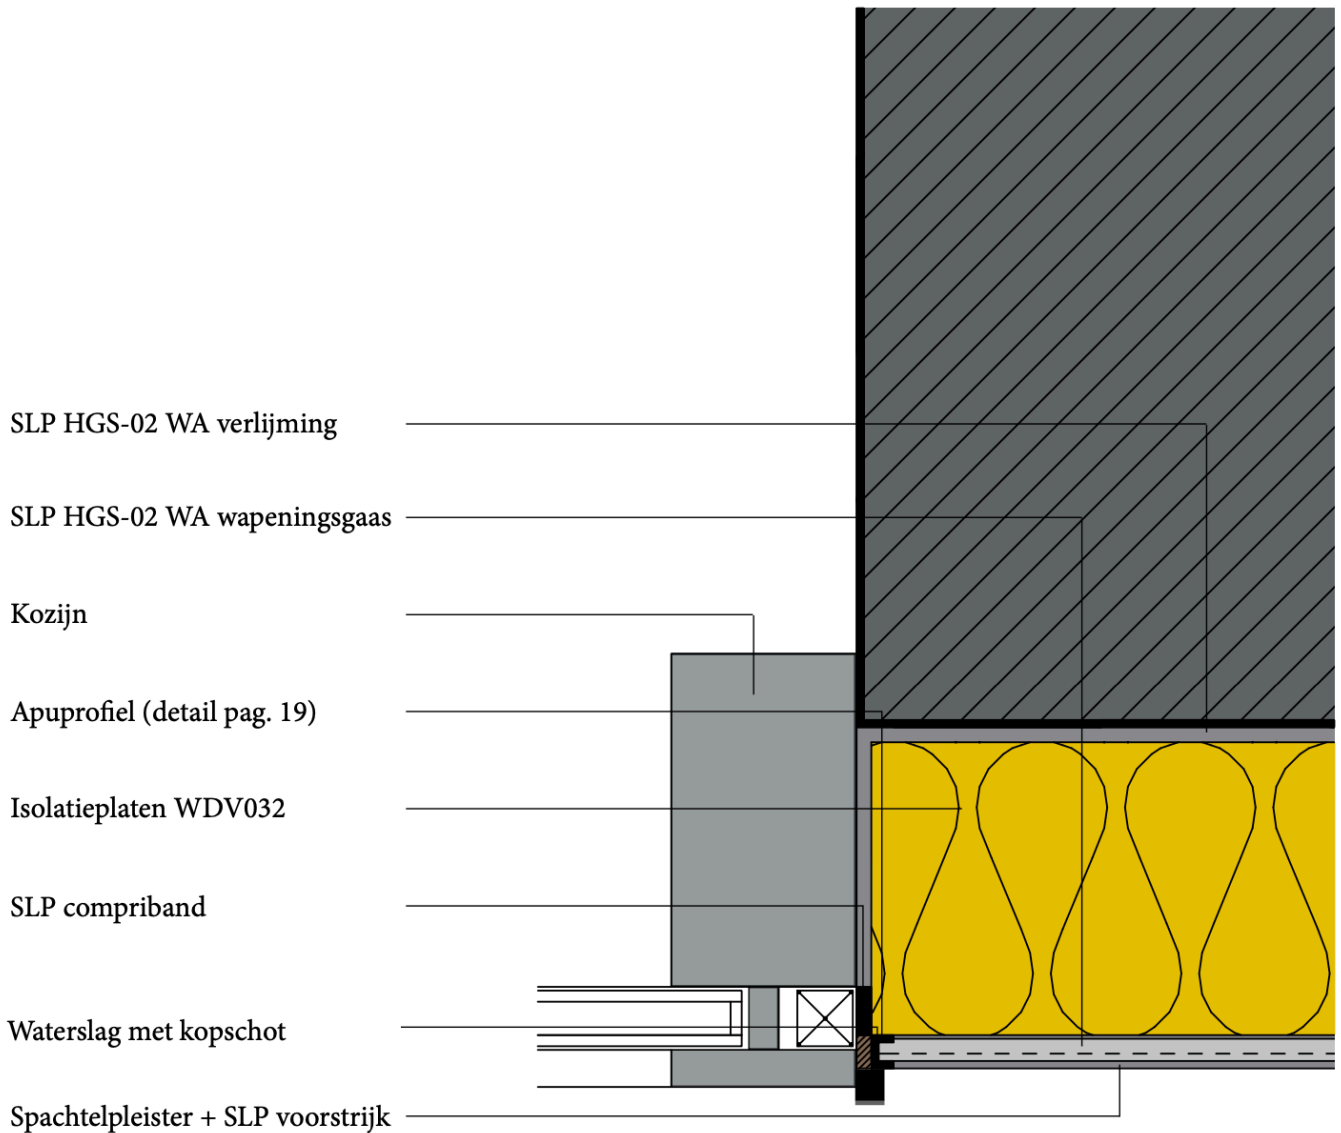 SLP HGS-02 WA verlijming
SLP HGS-02 WA wapeningsgaas
Kozijn
Apuprofiel (detail pag. 19)
Isolatieplaten WDV032
SLP compriband
Waterslag met kopschot
Spachtelpleister + SLP voorstrijk